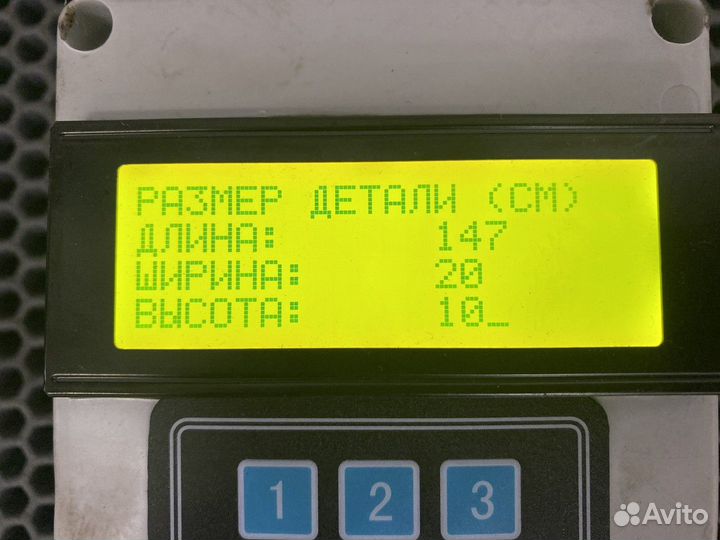 РАЗМЕР ДЕТАЛИ (СМ)
ДЛИНА: 147
ШИРИНА: 20
ВЫСОТА: 10_
1 2 3
Avito